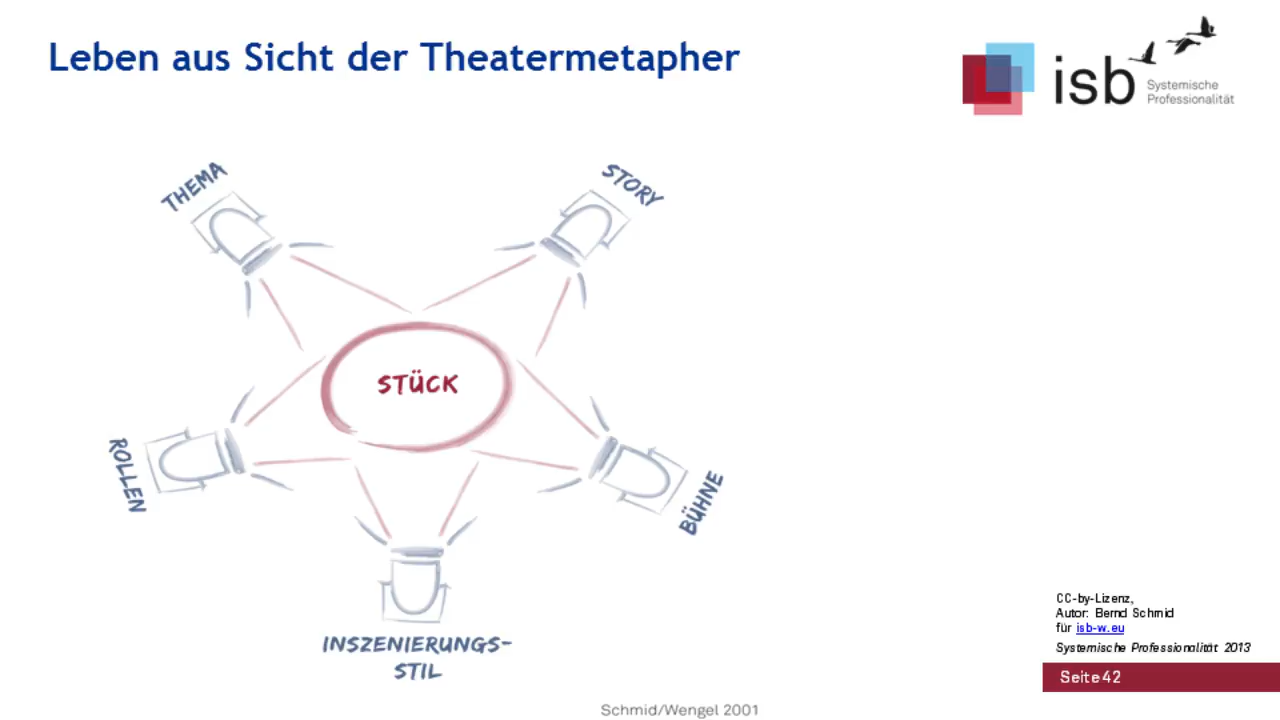 Leben aus Sicht der Theatermetapher
isb
Systemische
Professionalität
THEMA
STORY
STÜCK
ROLLEN
BÜHNE
INSZENIERUNGS-
STIL
CC-by-Lizenz,
Autor: Bernd Schmid
für isb-w.eu
Systemische Professionalität 2013
Seite 42
Schmid/Wengel 2001